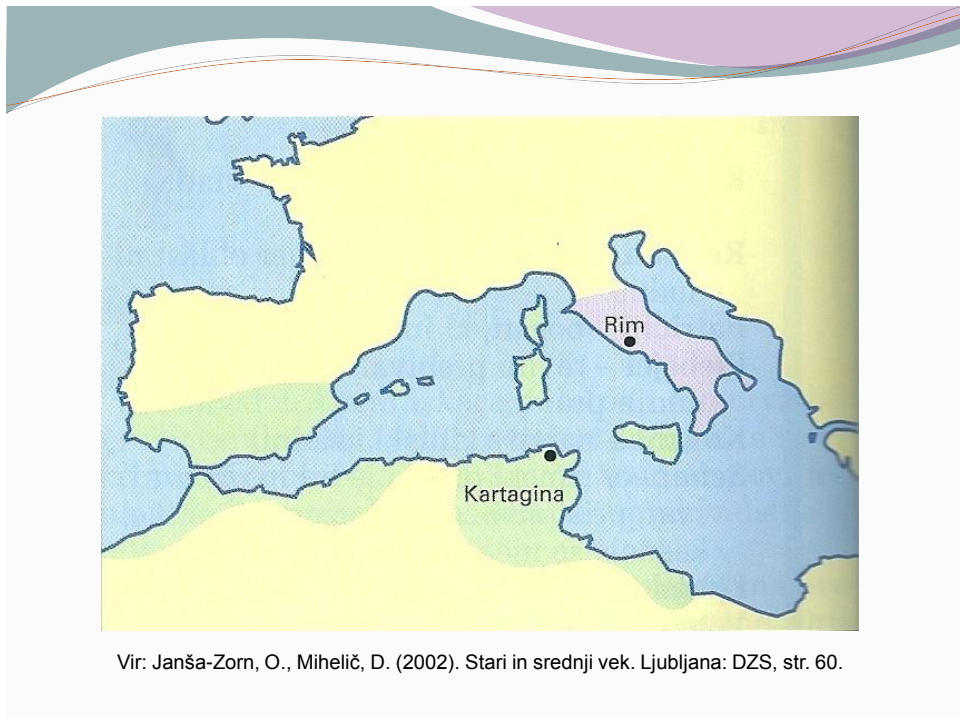 Rim
Kartagina
Vir: Janša-Zorn, O., Mihelič, D. (2002). Stari in srednji vek. Ljubljana: DZS, str. 60.